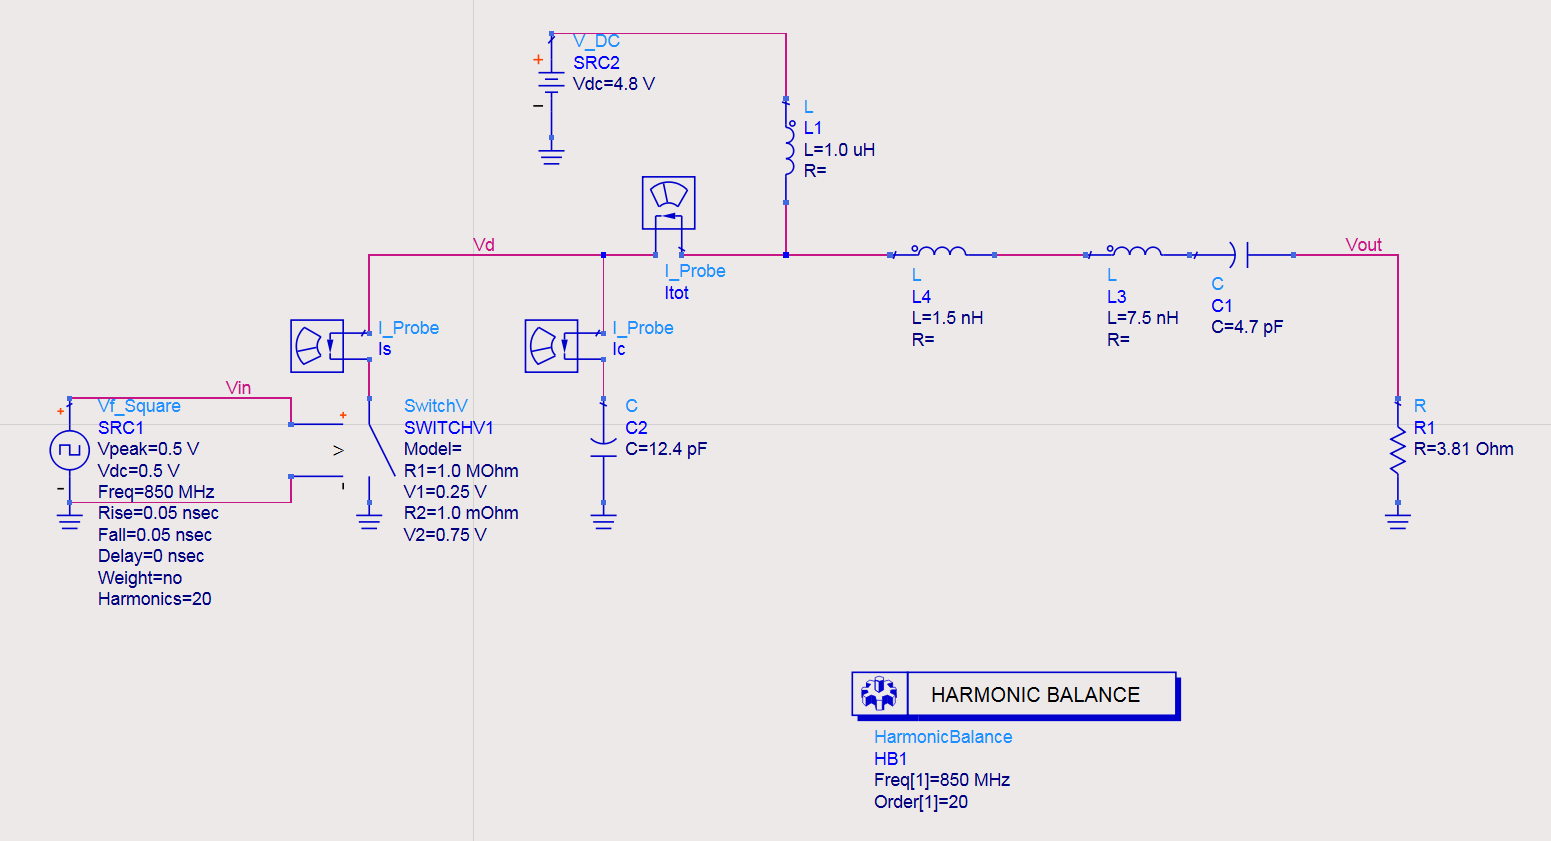 V_DC
SRC2
Vdc=4.8 V
+
−
L
L1
L=1.0 uH
R=
Vd
I_Probe
Itot
Vout
L
L4
L=1.5 nH
R=
L
L3
L=7.5 nH
R=
C
C1
C=4.7 pF
I_Probe
Is
I_Probe
Ic
Vin
+
−
Vf_Square
SRC1
Vpeak=0.5 V
Vdc=0.5 V
Freq=850 MHz
Rise=0.05 nsec
Fall=0.05 nsec
Delay=0 nsec
Weight=no
Harmonics=20
+
>
SwitchV
SWITCHV1
Model=
R1=1.0 MOhm
V1=0.25 V
R2=1.0 mOhm
V2=0.75 V
C
C2
C=12.4 pF
R
R1
R=3.81 Ohm
HARMONIC BALANCE
HarmonicBalance
HB1
Freq[1]=850 MHz
Order[1]=20